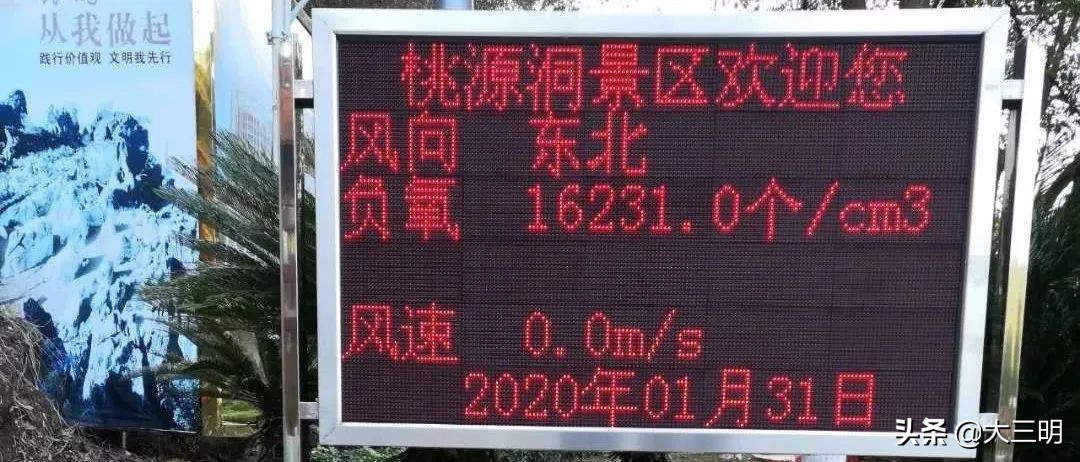 从我做起
践行价值观 文明我先行
桃源洞景区欢迎您
风向 东北
负氧 16231.0个/cm3
风速 0.0m/s
2020年01月31日
头条 @大三明